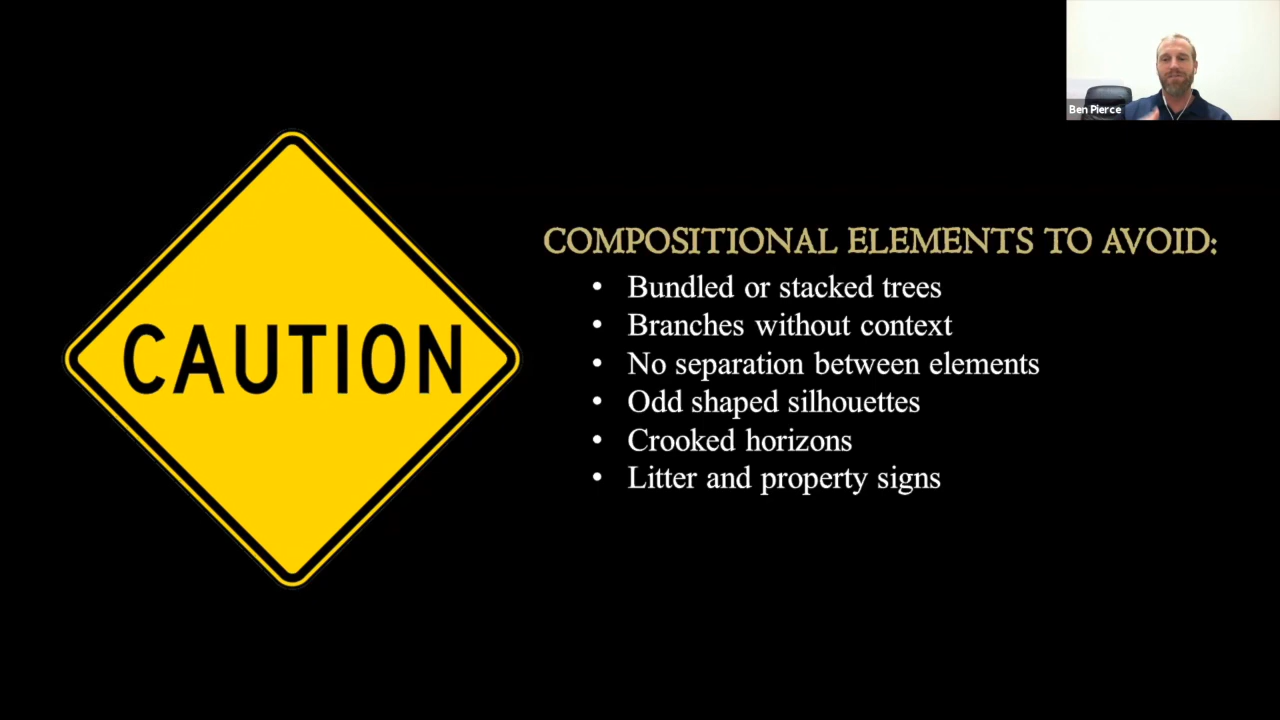 Ben Pierce
CAUTION
COMPOSITIONAL ELEMENTS TO AVOID:
• Bundled or stacked trees
• Branches without context
• No separation between elements
• Odd shaped silhouettes
• Crooked horizons
• Litter and property signs